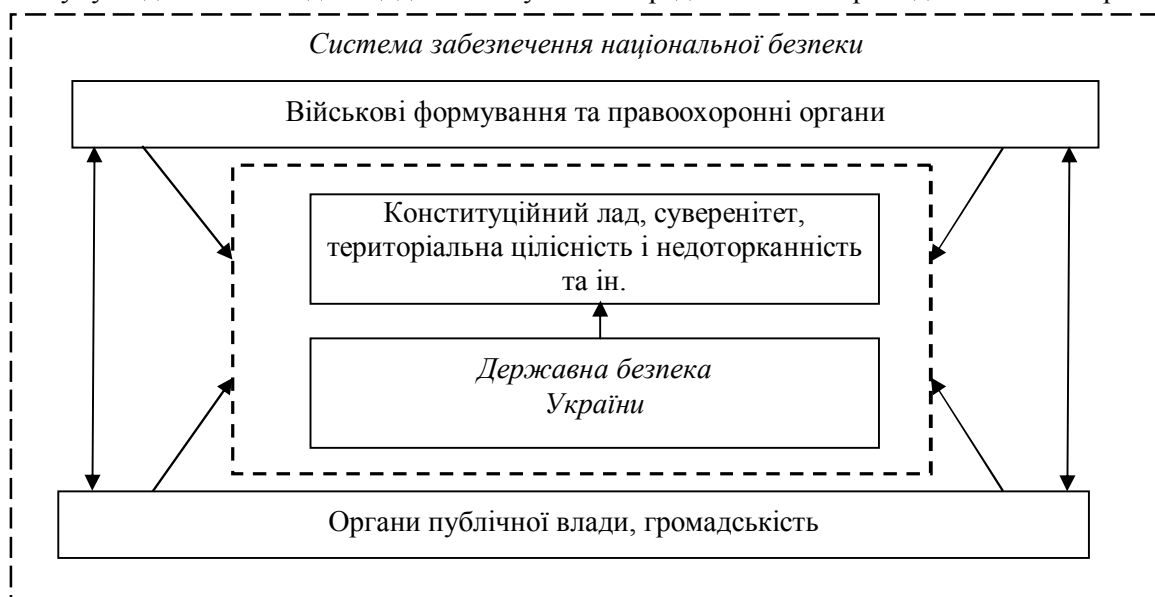 Система забезпечення національної безпеки
Військові формування та правоохоронні органи
Конституційний лад, суверенітет,
територіальна цілісність і недоторканність
та ін.
Державна безпека
України
Органи публічної влади, громадськість